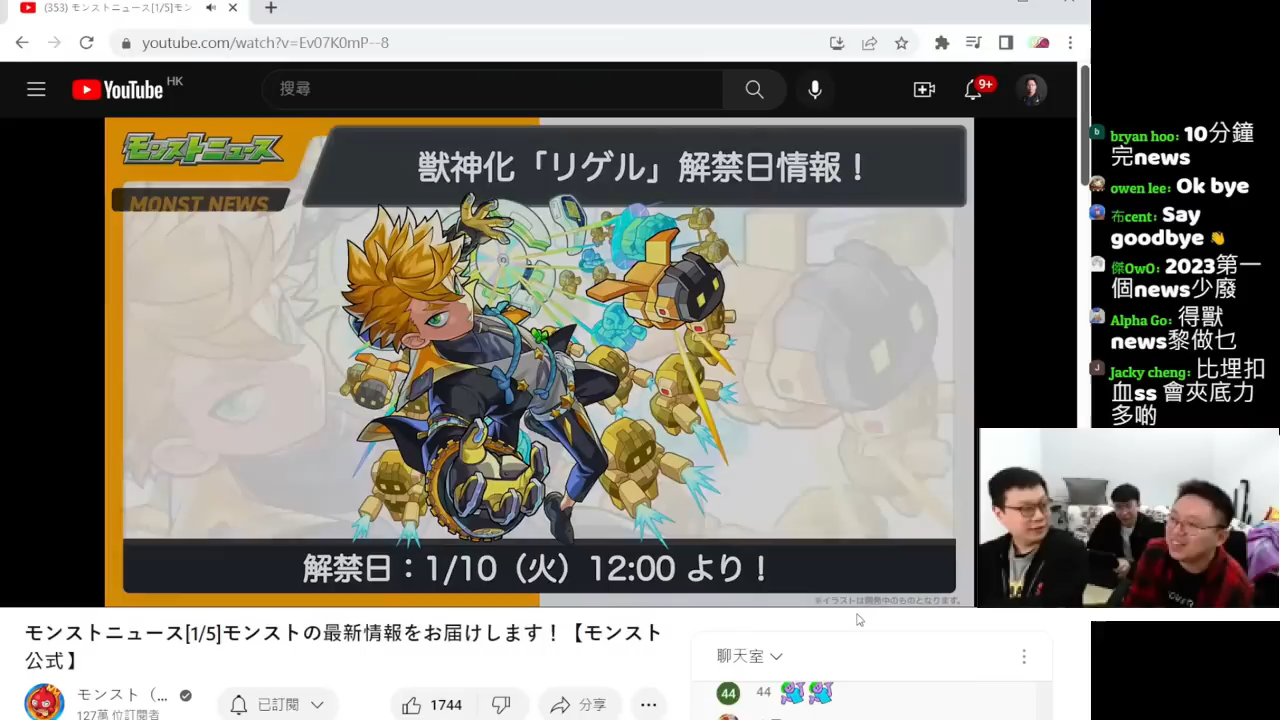 (353) モンストニュース[1/5]モン
youtube.com/watch?v=Ev07K0mP--8
YouTube
HK
搜尋
9+
モンストニュース
MONST NEWS
獣神化「リゲル」解禁日情報！
解禁日：1/10（火）12:00 より！
※イラストは開発中のものとなります。
モンストニュース[1/5]モンストの最新情報をお届けします！【モンスト
公式】
モンスト（...
127萬 位訂閱者
已訂閱
1744
分享
聊天室
44
44
b
bryan hoo: 10分鐘
完news
owen lee: Ok bye
布cent: Say
goodbye 👋
傑OwO: 2023第一
個news少廢
Alpha Go: 得獸
news黎做乜
J
Jacky cheng: 比埋扣
血ss 會夾底力
多啲